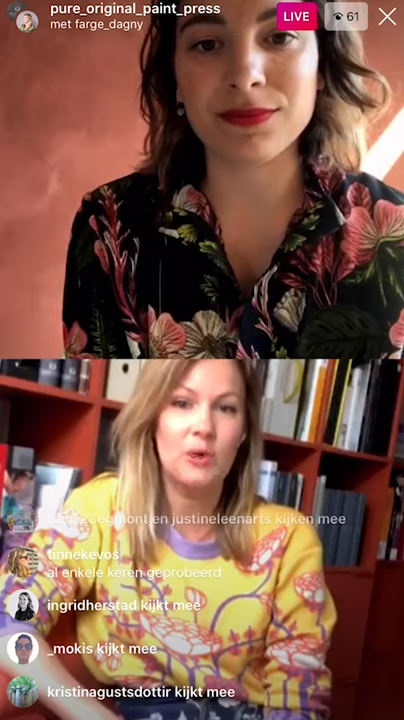 pure_original_paint_press
met farge_dagny
LIVE
61
en justineleenarts kijken mee
tinnekevos
al enkele keren geprobeerd
ingridherstad kijkt mee
_mokis kijkt mee
kristinagustsdottir kijkt mee